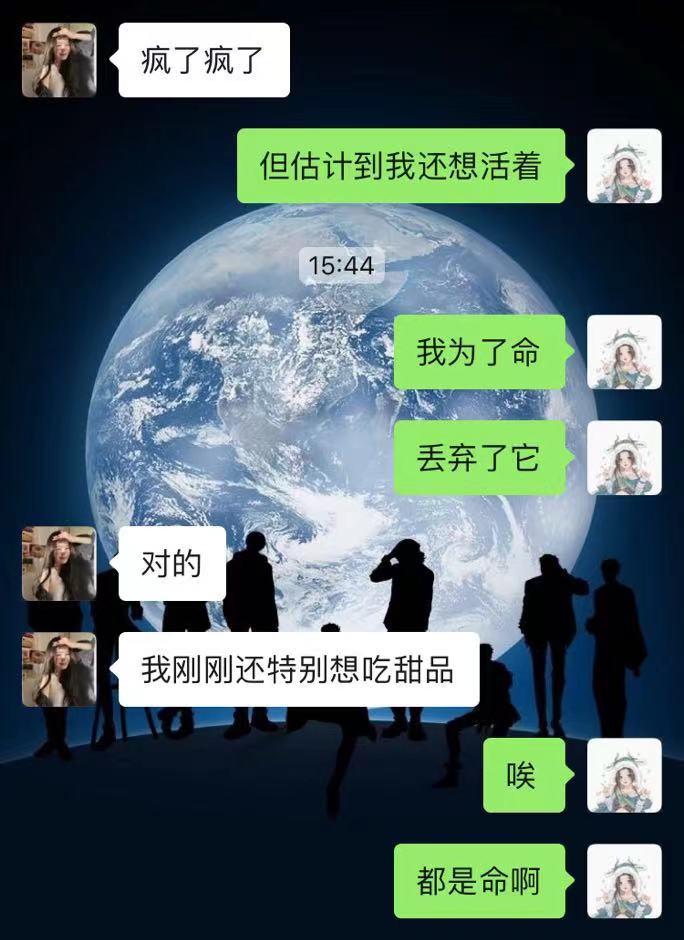 疯了疯了
但估计到我还想活着
15:44
我为了命
丢弃了它
对的
我刚刚还特别想吃甜品
唉
都是命啊